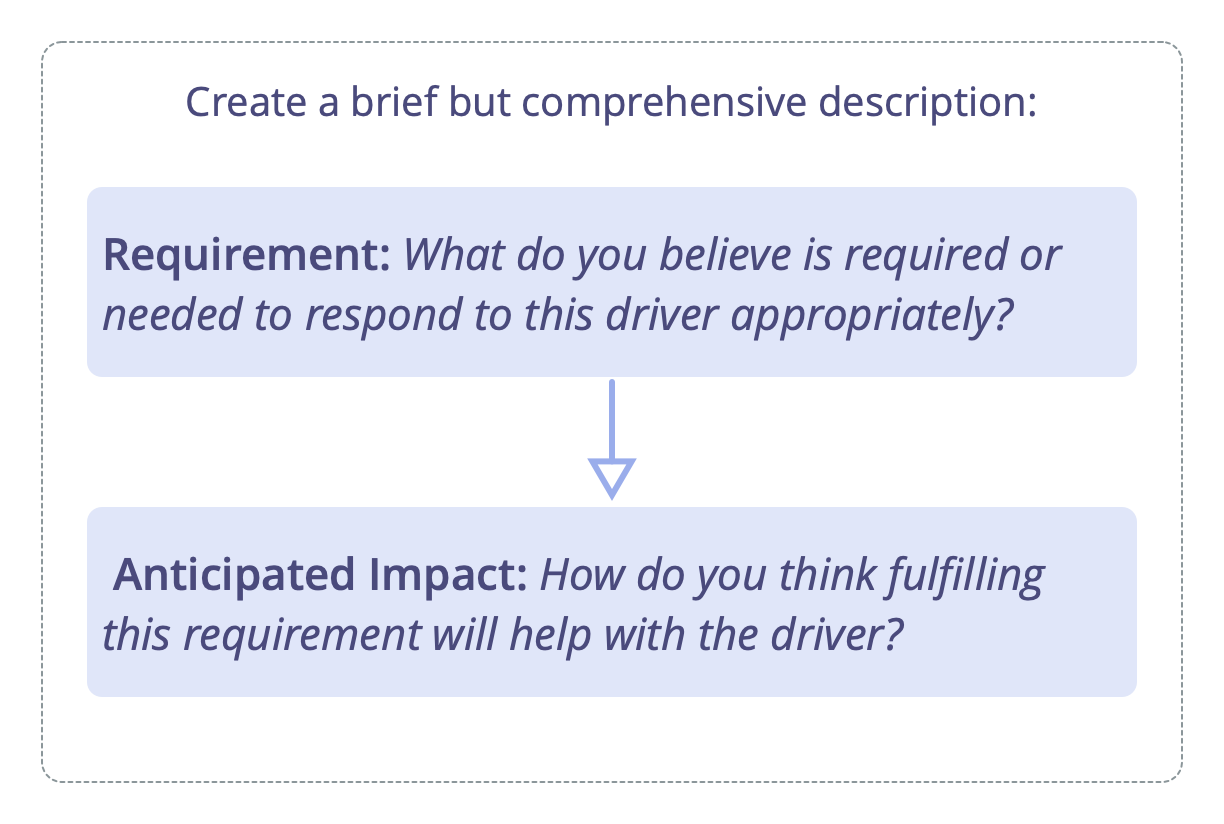 Create a brief but comprehensive description:
Requirement: What do you believe is required or
needed to respond to this driver appropriately?
Anticipated Impact: How do you think fulfilling
this requirement will help with the driver?